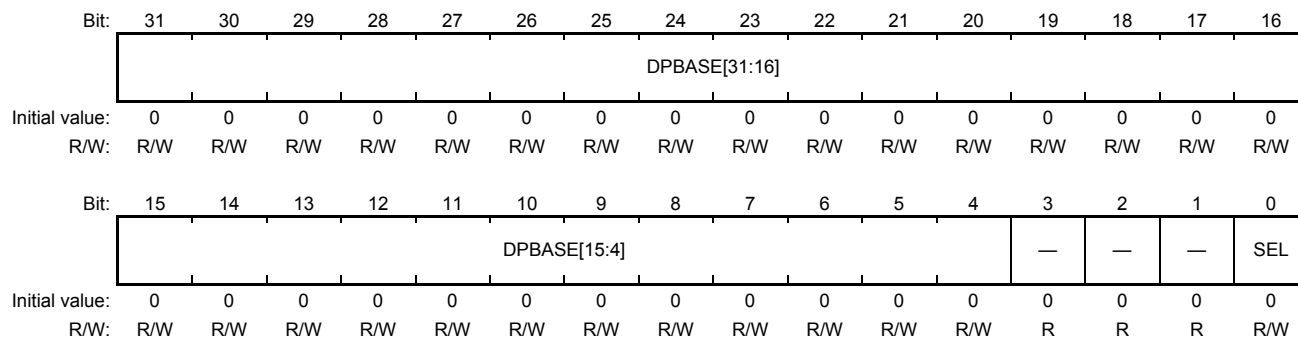 Bit: 31 30 29 28 27 26 25 24 23 22 21 20 19 18 17 16
DPBASE[31:16]
Initial value: 0 0 0 0 0 0 0 0 0 0 0 0 0 0 0 0
R/W: R/W R/W R/W R/W R/W R/W R/W R/W R/W R/W R/W R/W R/W R/W R/W R/W
Bit: 15 14 13 12 11 10 9 8 7 6 5 4 3 2 1 0
DPBASE[15:4] — — — SEL
Initial value: 0 0 0 0 0 0 0 0 0 0 0 0 0 0 0 0
R/W: R/W R/W R/W R/W R/W R/W R/W R/W R/W R/W R/W R/W R R R R/W